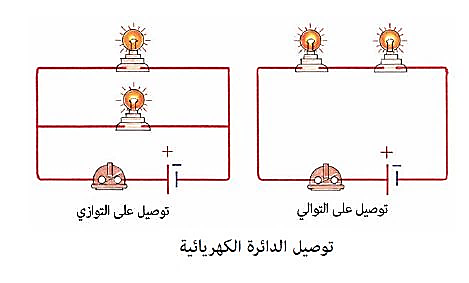 توصيل على التوالي
توصيل على التوازي
توصيل الدائرة الكهربائية
+ −
+ −